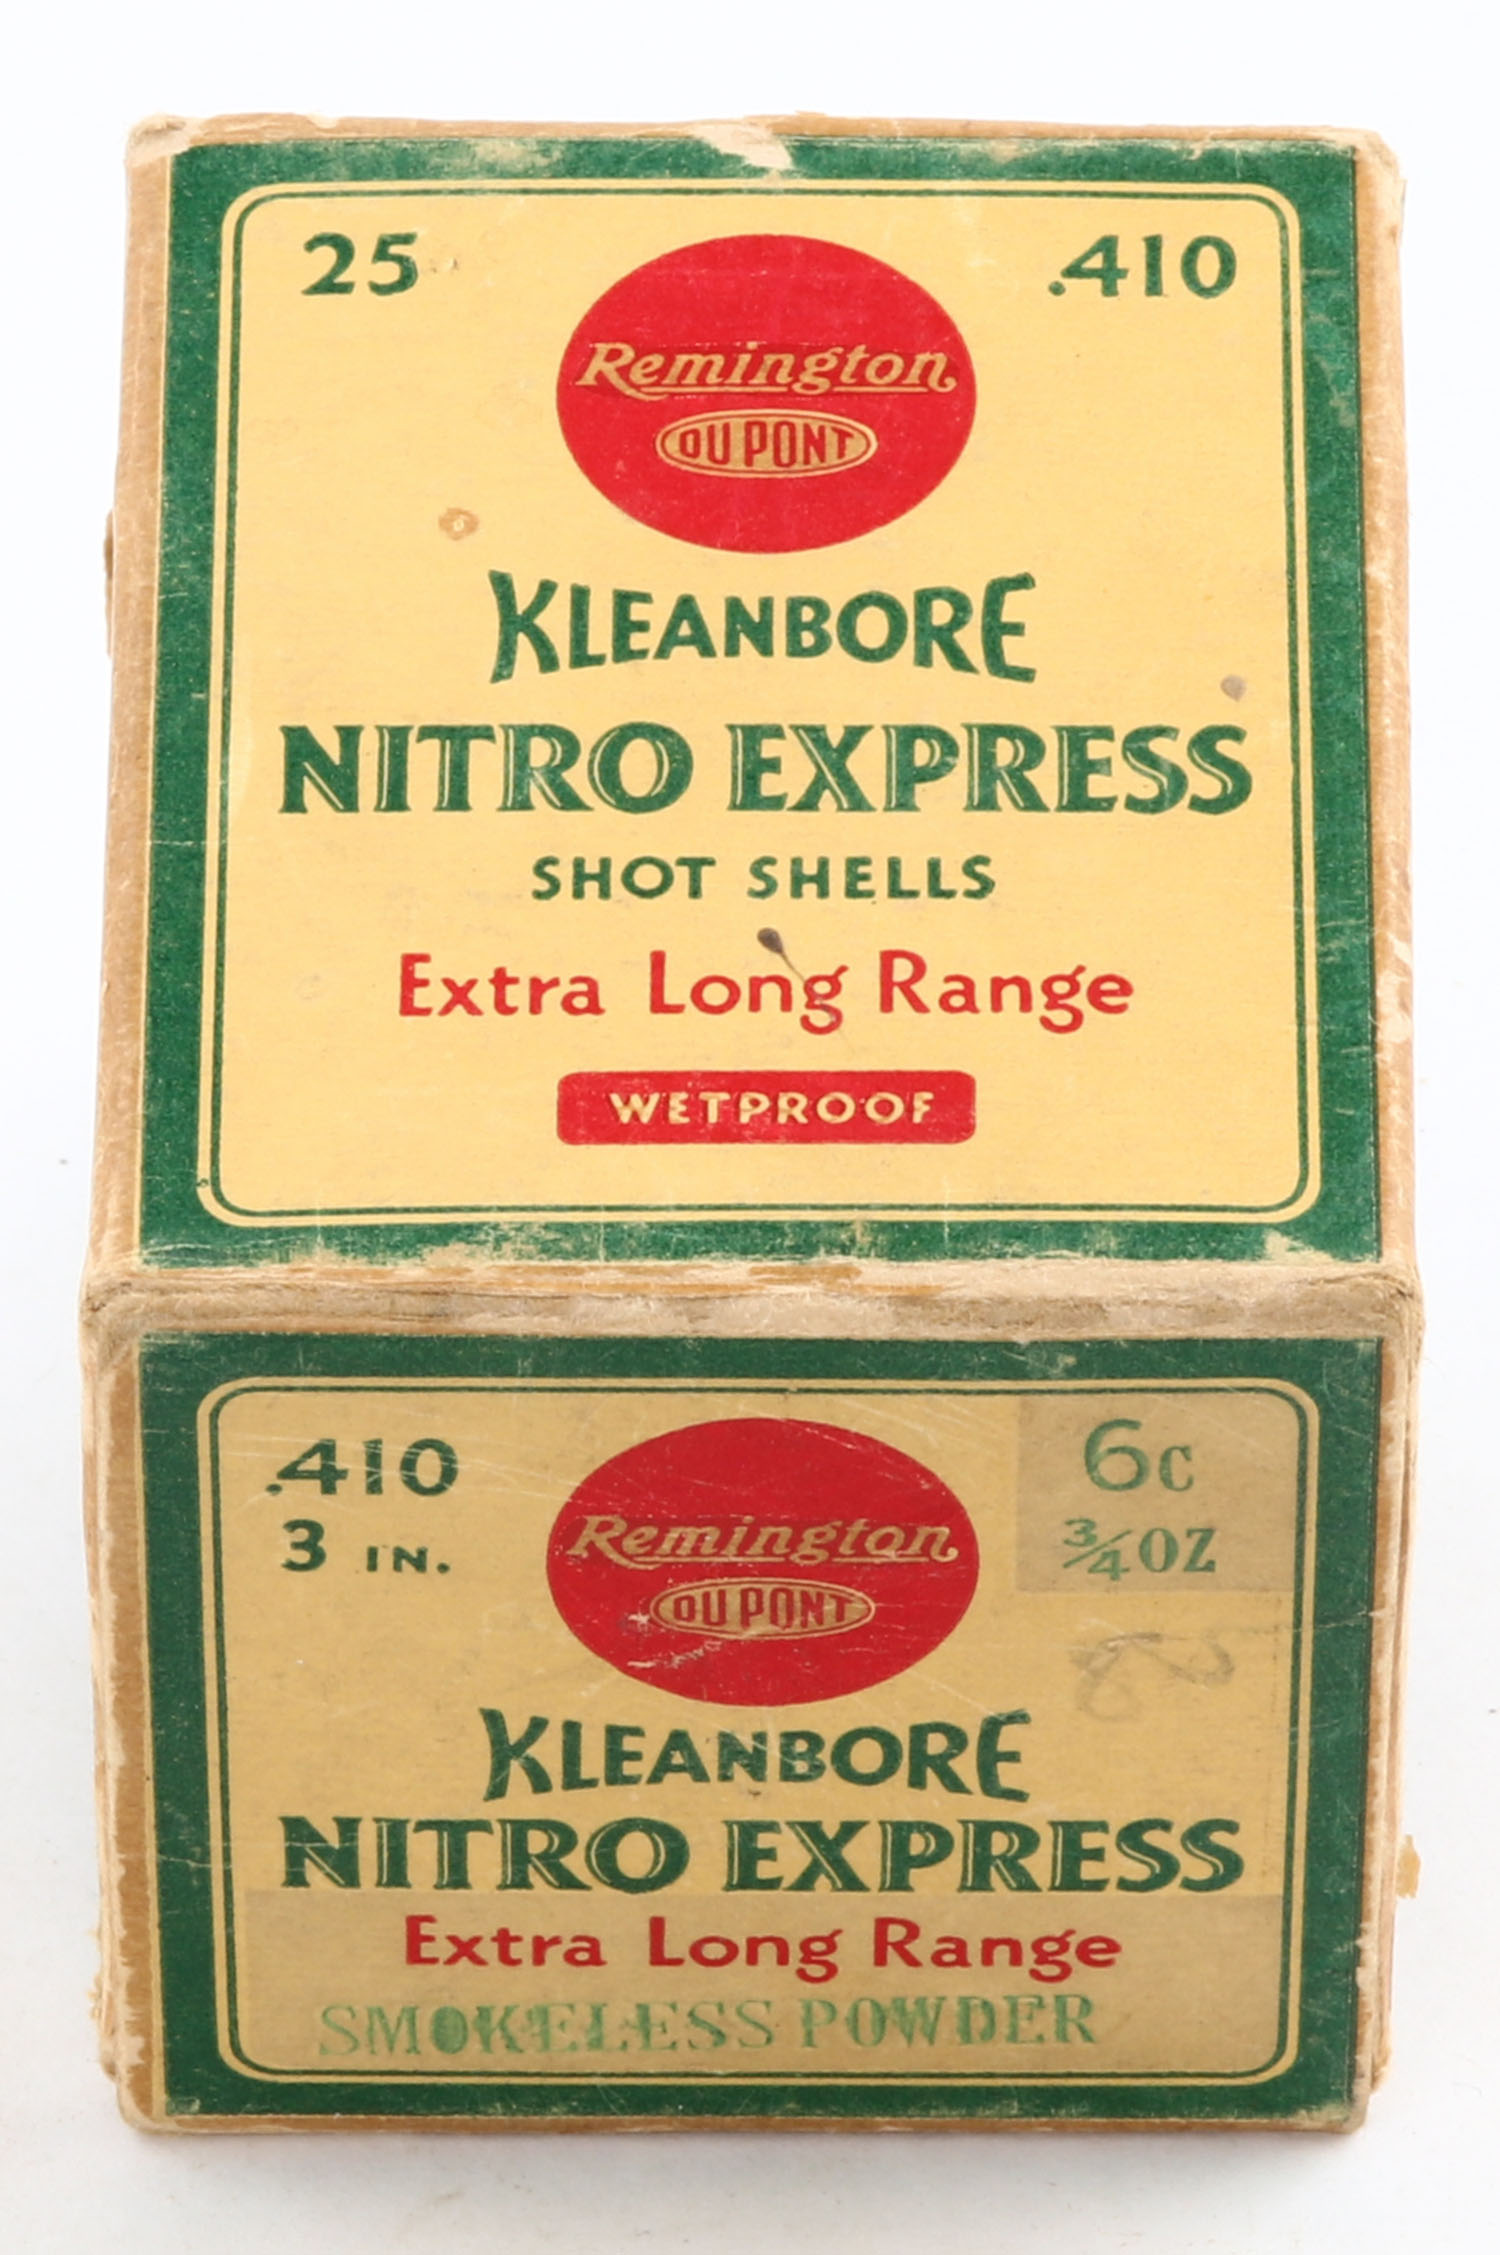 25 .410
Remington
DU PONT
KLEANBORE
NITRO EXPRESS
SHOT SHELLS
Extra Long Range
WETPROOF
.410 6C
3 IN. 3/4 OZ
Remington
DU PONT
KLEANBORE
NITRO EXPRESS
Extra Long Range
SMOKELESS POWDER